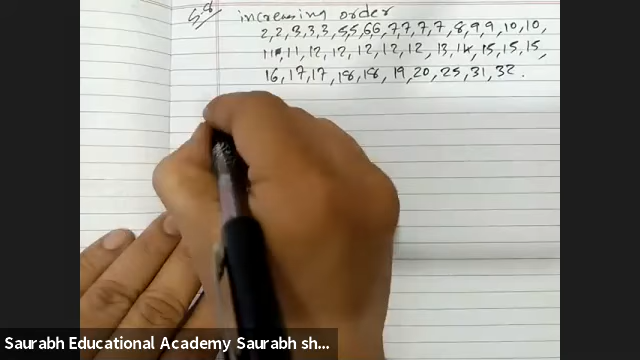 increasing order
2,2,3,3,3,5,5,6,6,7,7,7,7,8,9,9,10,10,
11,11,12,12,12,12,12,13,14,15,15,15,
16,17,17,18,18,19,20,25,31,32.
Saurabh Educational Academy Saurabh sh...